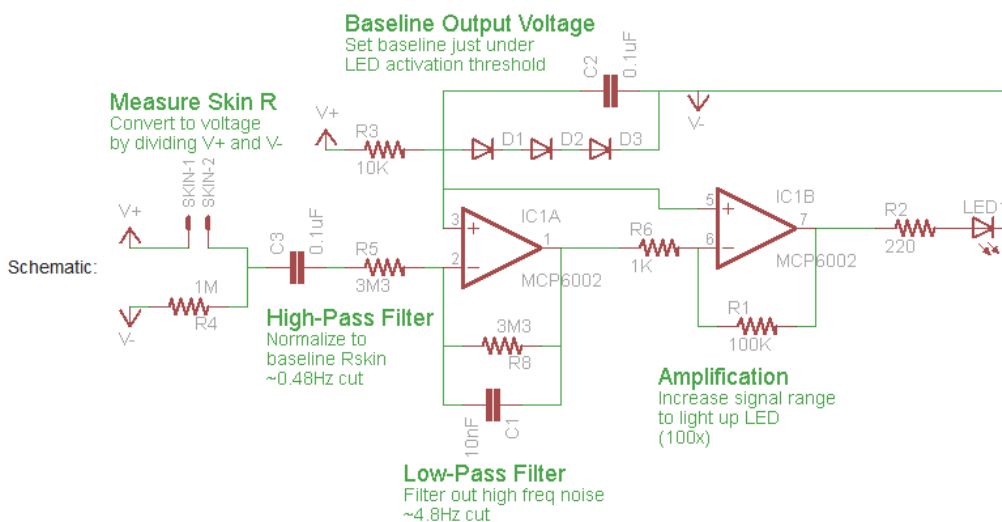 Baseline Output Voltage
Set baseline just under
LED activation threshold
C2
0.1uF
Measure Skin R
Convert to voltage
by dividing V+ and V-
V+
R3
10K
D1
D2
D3
V-
SKIN-1
SKIN-2
V+
Schematic:
V-
1M
R4
C3
0.1uF
R5
3M3
High-Pass Filter
Normalize to
baseline Rskin
~0.48Hz cut
3
+
2
−
1
IC1A
MCP6002
3M3
R8
10nF
C1
Low-Pass Filter
Filter out high freq noise
~4.8Hz cut
R6
1K
5
+
6
−
7
IC1B
MCP6002
R1
100K
Amplification
Increase signal range
to light up LED
(100x)
R2
220
LED1